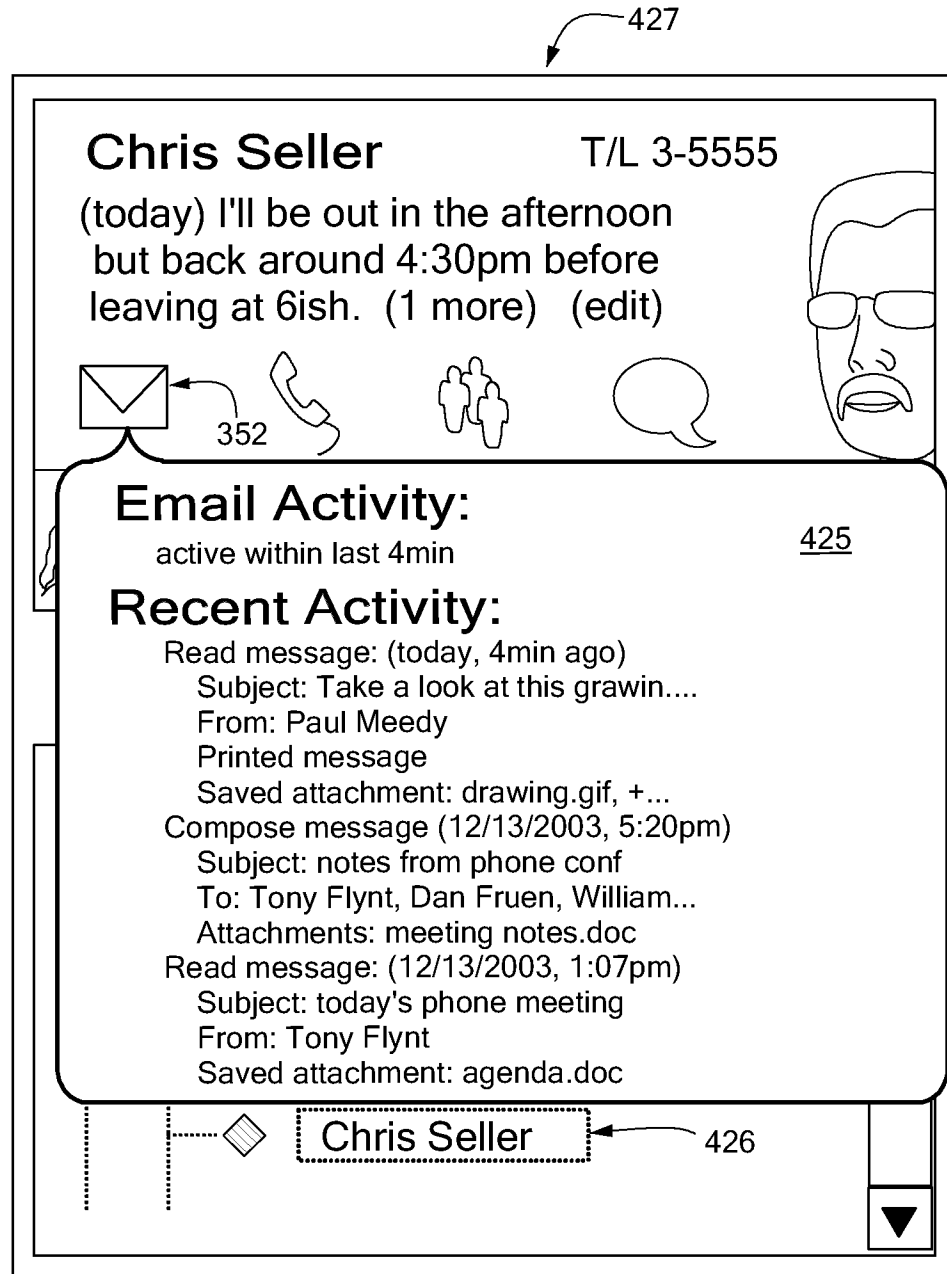 427
Chris Seller T/L 3-5555
(today) I'll be out in the afternoon
but back around 4:30pm before
leaving at 6ish. (1 more) (edit)
352
Email Activity:
425
active within last 4min
Recent Activity:
Read message: (today, 4min ago)
Subject: Take a look at this grawin....
From: Paul Meedy
Printed message
Saved attachment: drawing.gif, +...
Compose message (12/13/2003, 5:20pm)
Subject: notes from phone conf
To: Tony Flynt, Dan Fruen, William...
Attachments: meeting notes.doc
Read message: (12/13/2003, 1:07pm)
Subject: today's phone meeting
From: Tony Flynt
Saved attachment: agenda.doc
Chris Seller 426